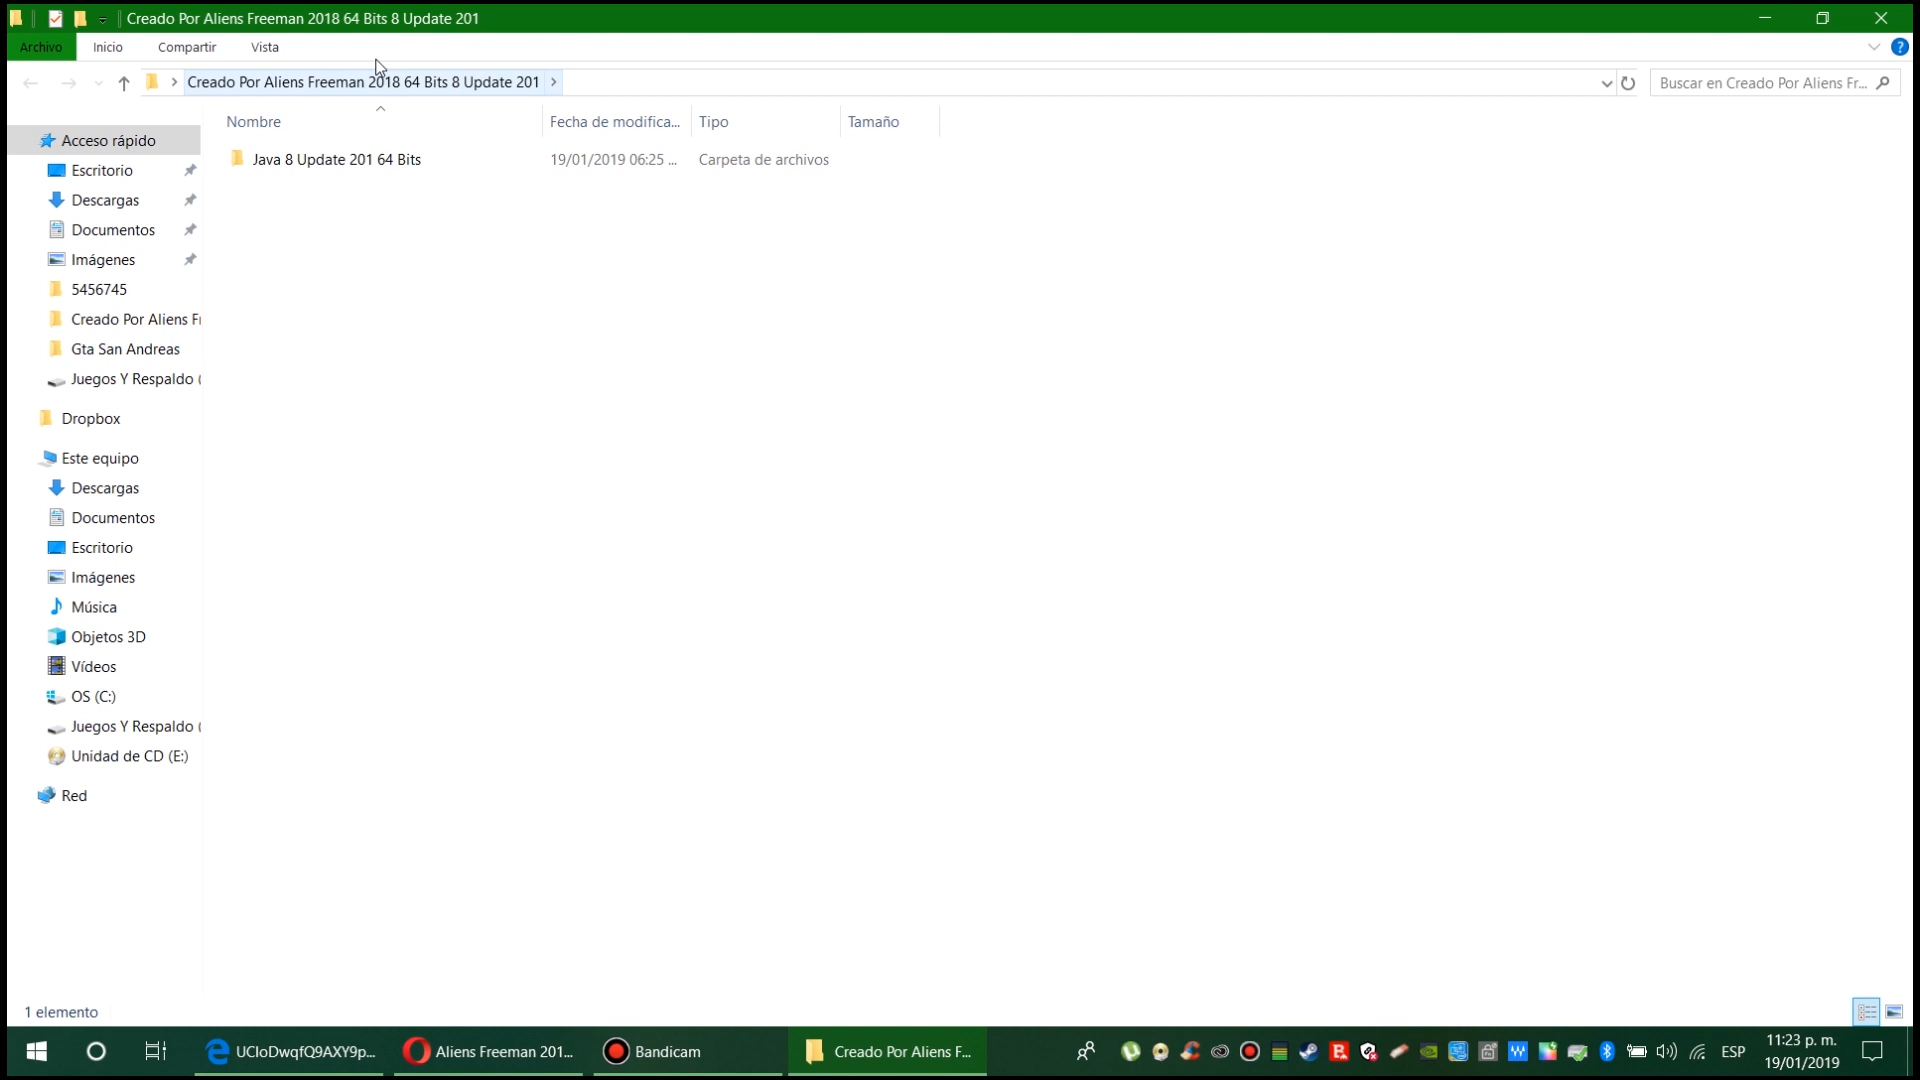 Creado Por Aliens Freeman 2018 64 Bits 8 Update 201
Archivo Inicio Compartir Vista
Creado Por Aliens Freeman 2018 64 Bits 8 Update 201
Buscar en Creado Por Aliens Fr...
Nombre Fecha de modifica... Tipo Tamaño
Java 8 Update 201 64 Bits 19/01/2019 06:25 ... Carpeta de archivos
Acceso rápido
Escritorio
Descargas
Documentos
Imágenes
5456745
Creado Por Aliens Fr
Gta San Andreas
Juegos Y Respaldo (
Dropbox
Este equipo
Descargas
Documentos
Escritorio
Imágenes
Música
Objetos 3D
Vídeos
OS (C:)
Juegos Y Respaldo (
Unidad de CD (E:)
Red
1 elemento
UCIoDwqfQ9AXY9p... Aliens Freeman 201... Bandicam Creado Por Aliens F... ESP 11:23 p. m.
19/01/2019